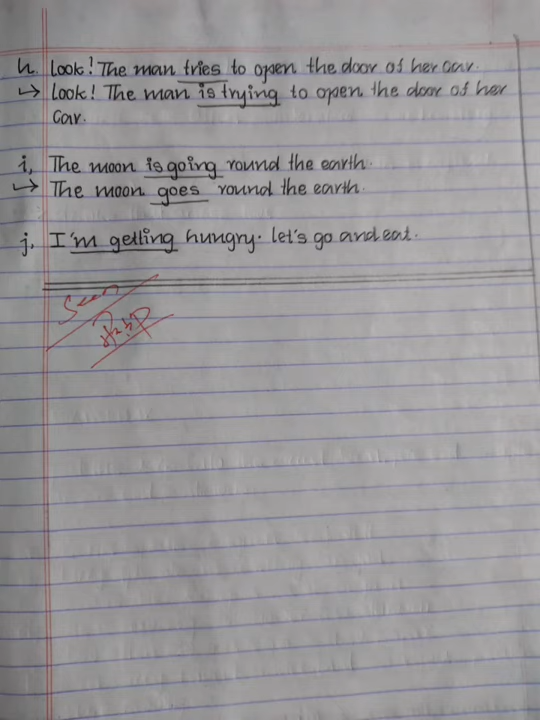 h. look! The man tries to open the door of her car.
↳ look! The man is trying to open the door of her
car.
i, The moon is going round the earth.
↳ The moon goes round the earth.
j. I'm getting hungry. let's go and eat.
Seen